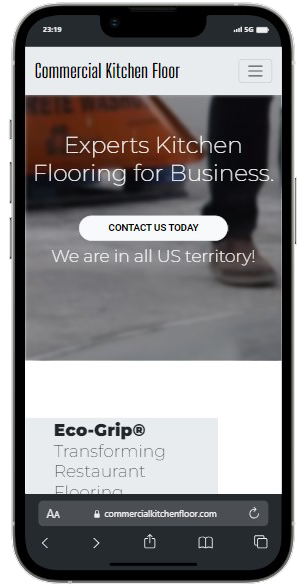 23:19
5G
Commercial Kitchen Floor
Experts Kitchen
Flooring for Business.
CONTACT US TODAY
We are in all US territory!
Eco-Grip®
Transforming
Restaurant
Flooring
AA commercialkitchenfloor.com